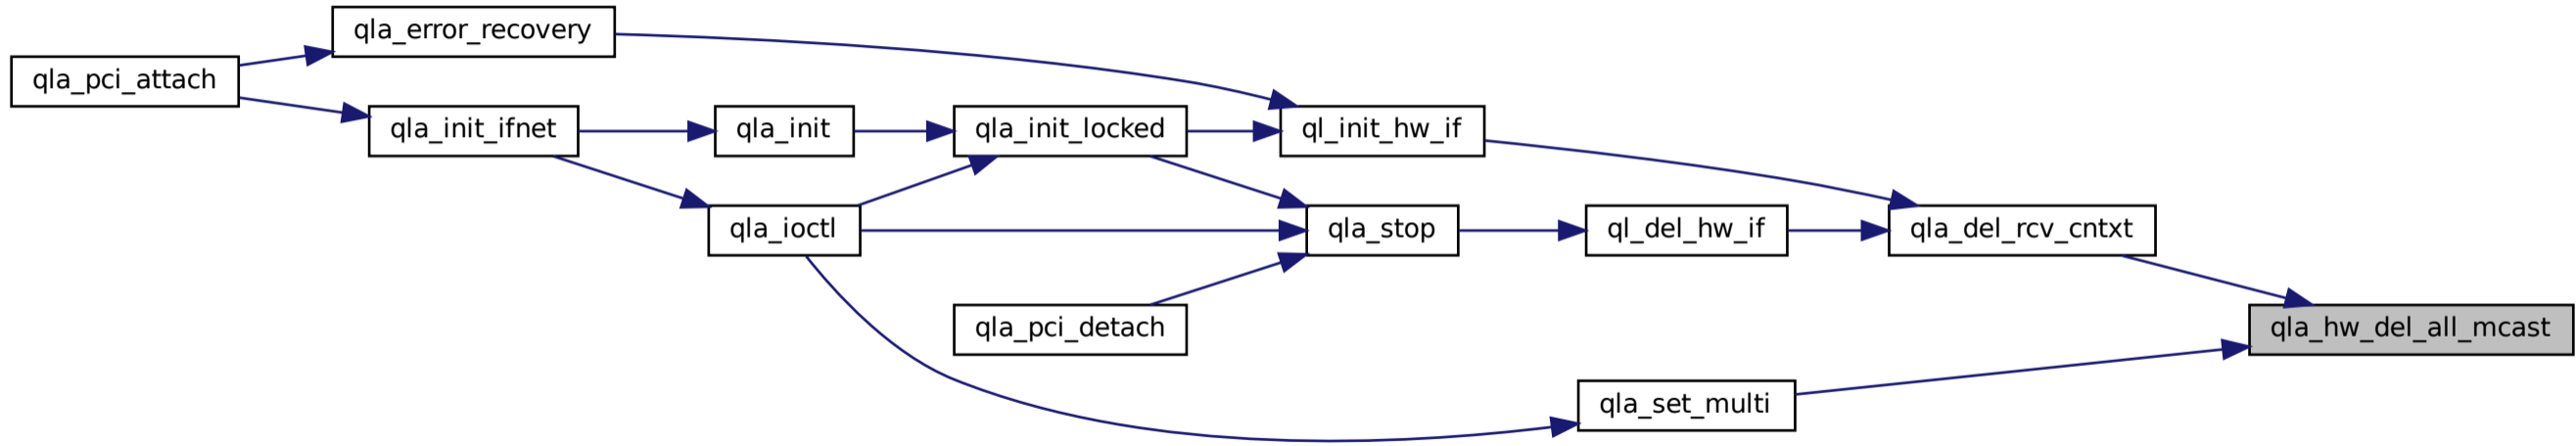 qla_error_recovery
qla_pci_attach
qla_init_ifnet
qla_init
qla_init_locked
ql_init_hw_if
qla_ioctl
qla_stop
ql_del_hw_if
qla_del_rcv_cntxt
qla_pci_detach
qla_hw_del_all_mcast
qla_set_multi